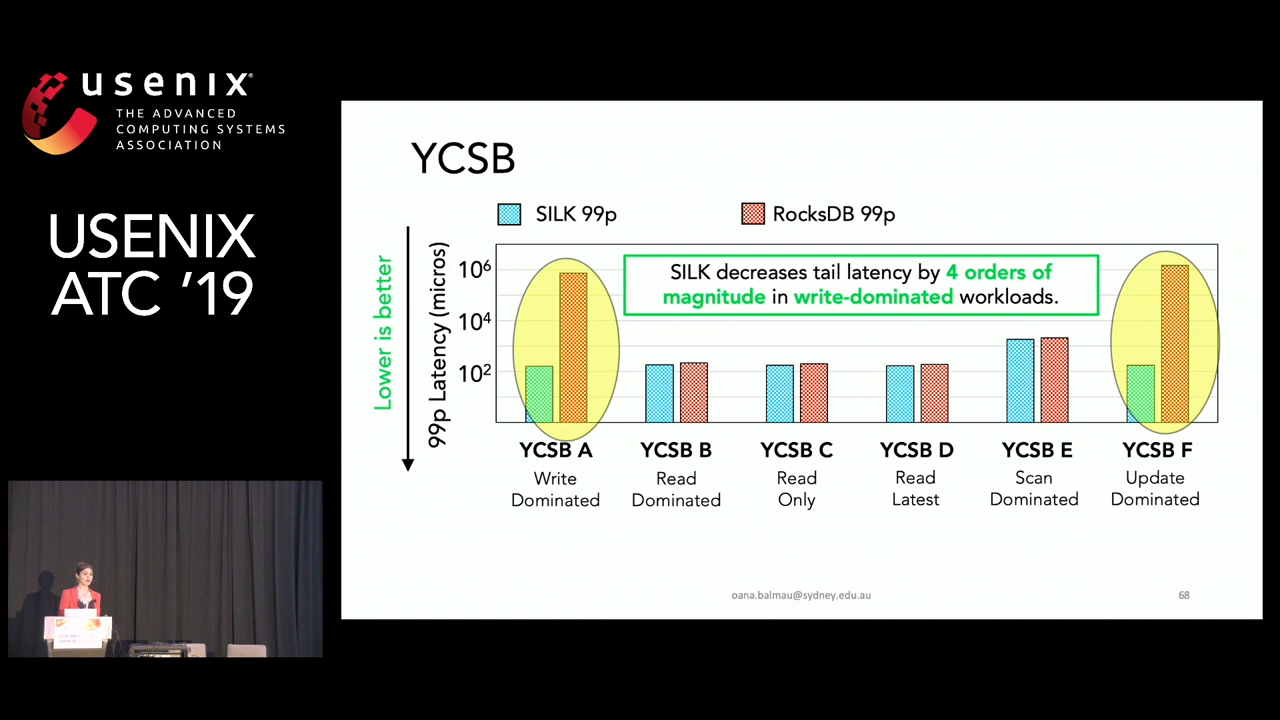 usenix
THE ADVANCED
COMPUTING SYSTEMS
ASSOCIATION
USENIX
ATC '19
YCSB
SILK 99p
RocksDB 99p
Lower is better
99p Latency (micros)
10⁶
10⁴
10²
SILK decreases tail latency by 4 orders of
magnitude in write-dominated workloads.
YCSB A
Write
Dominated
YCSB B
Read
Dominated
YCSB C
Read
Only
YCSB D
Read
Latest
YCSB E
Scan
Dominated
YCSB F
Update
Dominated
oana.balmau@sydney.edu.au
68